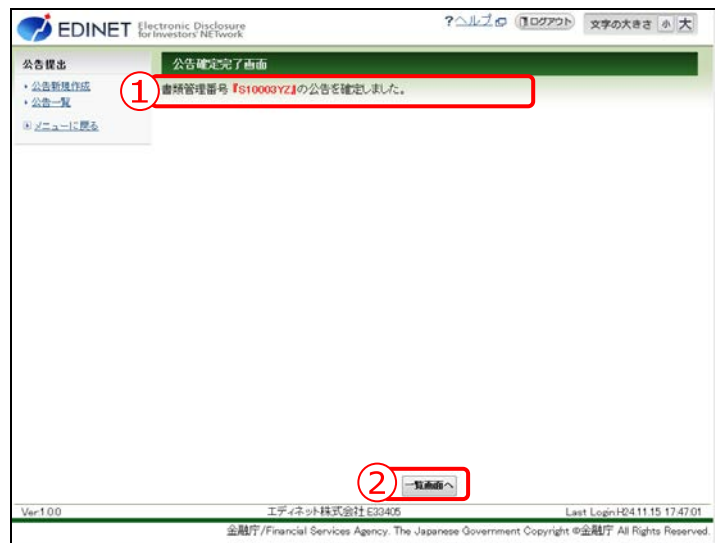 EDINET Electronic Disclosure for Investors' NETwork
?ヘルプ ログアウト 文字の大きさ 小 大
公告提出
・公告新規作成
・公告一覧
メニューに戻る
公告確定完了画面
① 書類管理番号『S10003YZ』の公告を確定しました。
② 一覧画面へ
Ver.1.0.0 エディネット株式会社 E33405 Last Login:H24.11.15 17:47:01
金融庁/Financial Services Agency. The Japanese Government Copyright ©金融庁 All Rights Reserved.